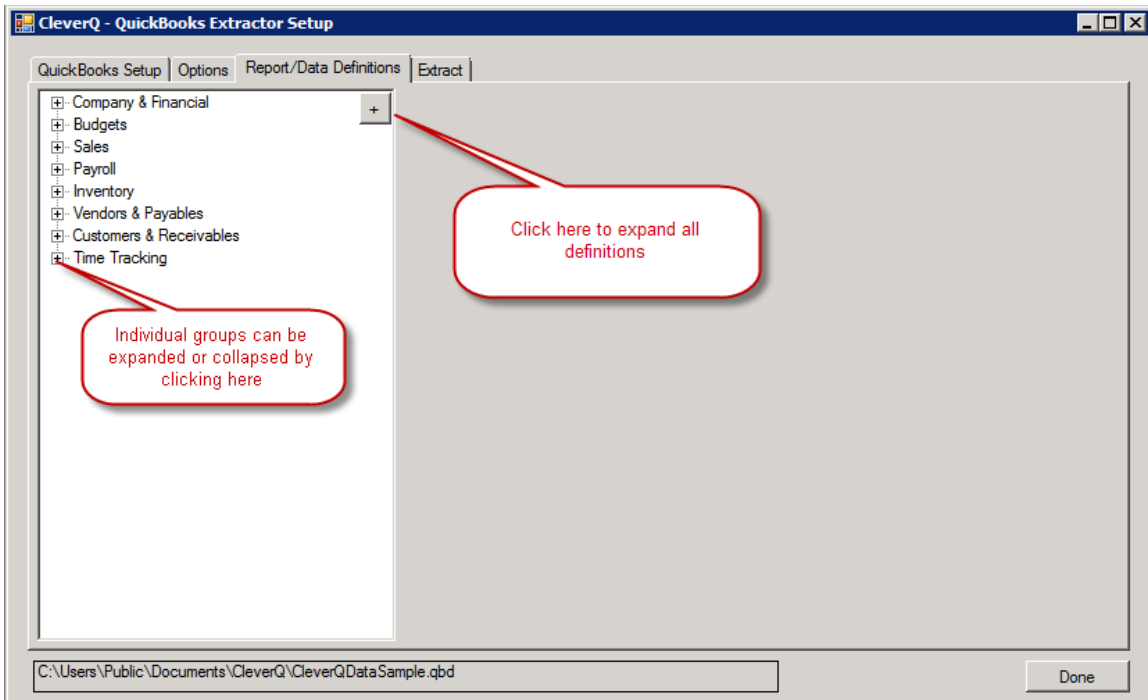 CleverQ - QuickBooks Extractor Setup
QuickBooks Setup Options Report/Data Definitions Extract
Company & Financial
+
Budgets
Sales
Payroll
Inventory
Vendors & Payables
Customers & Receivables
Time Tracking
Click here to expand all
definitions
Individual groups can be
expanded or collapsed by
clicking here
C:\Users\Public\Documents\CleverQ\CleverQDataSample.qbd
Done